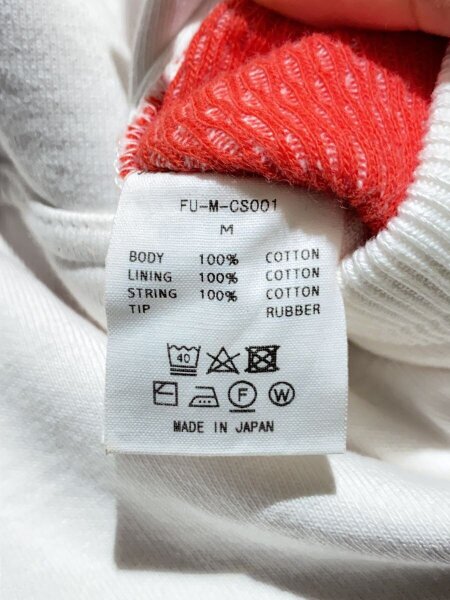 FU-M-CS001
M
BODY 100% COTTON
LINING 100% COTTON
STRING 100% COTTON
TIP RUBBER
40
F W
MADE IN JAPAN